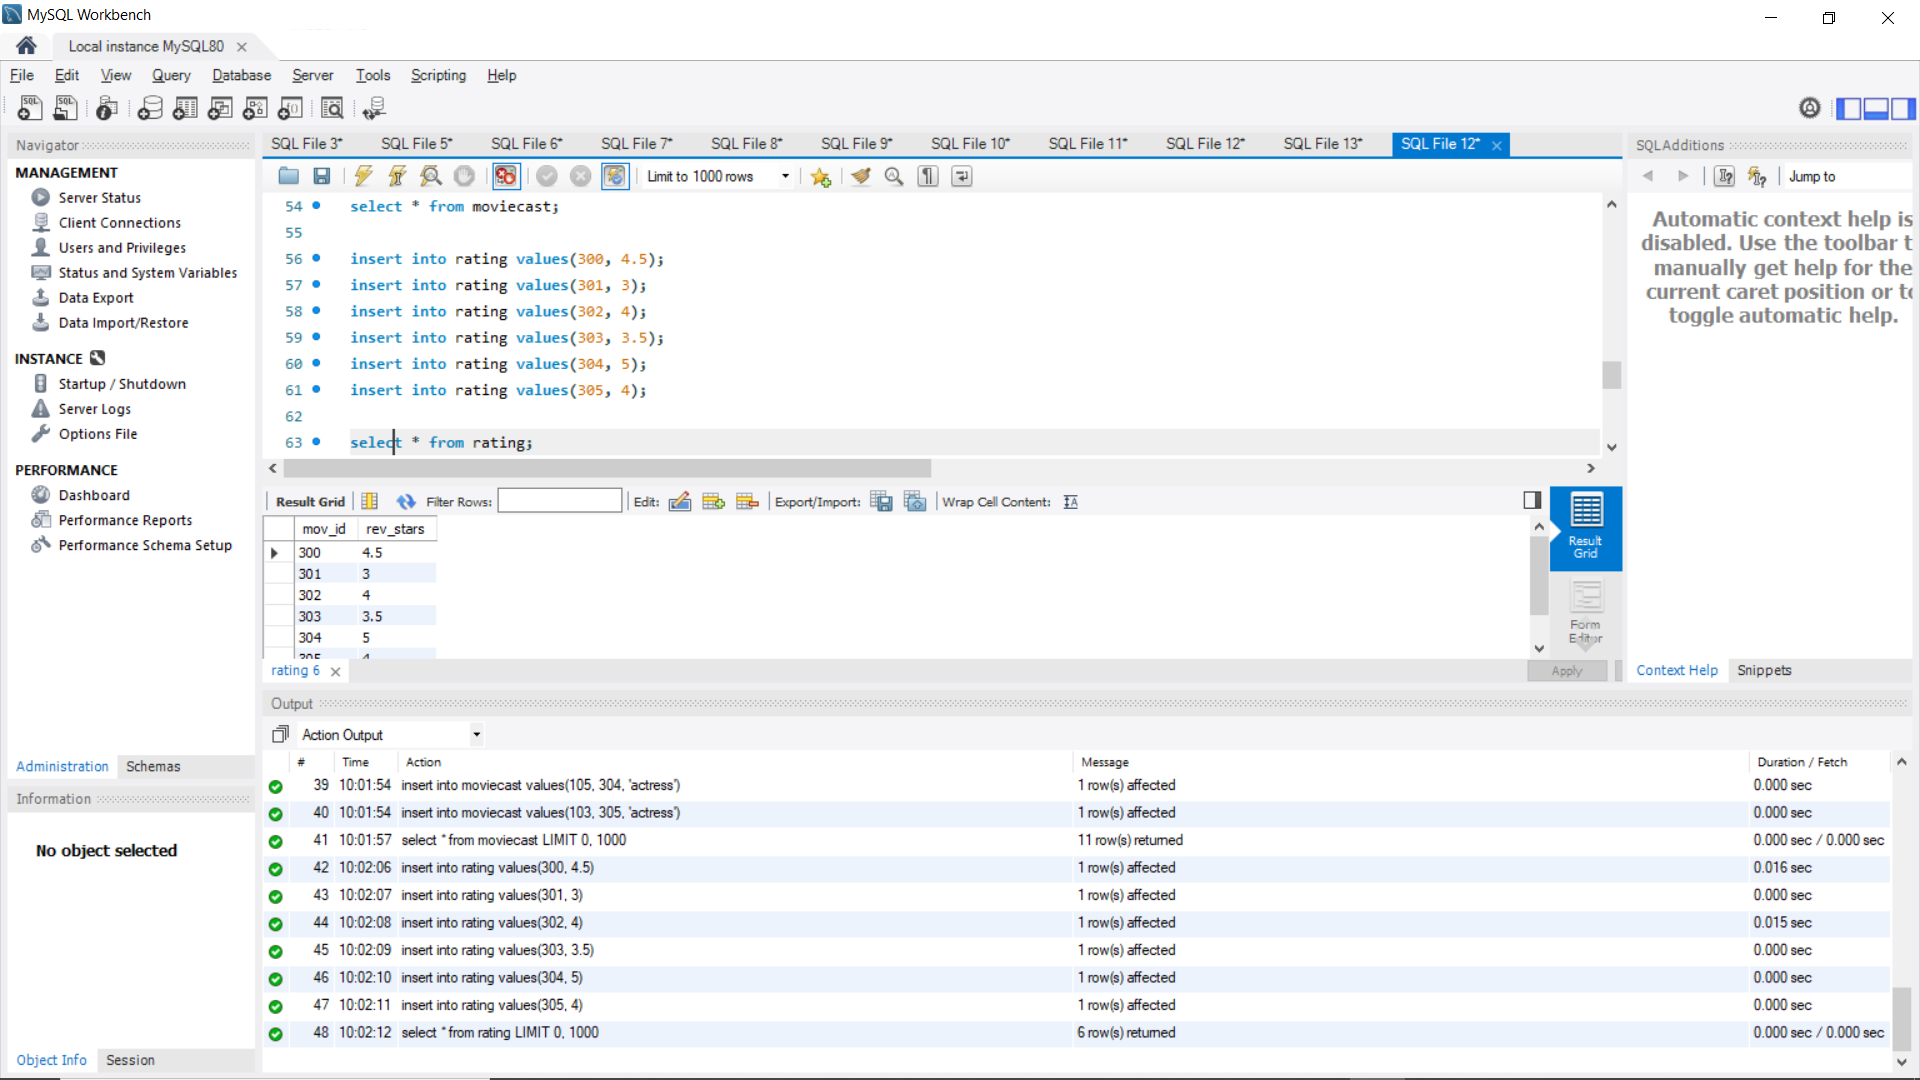 MySQL Workbench
Local instance MySQL80
File Edit View Query Database Server Tools Scripting Help
Navigator
MANAGEMENT
Server Status
Client Connections
Users and Privileges
Status and System Variables
Data Export
Data Import/Restore
INSTANCE
Startup / Shutdown
Server Logs
Options File
PERFORMANCE
Dashboard
Performance Reports
Performance Schema Setup
Administration Schemas
Information
No object selected
Object Info Session
SQL File 3* SQL File 5* SQL File 6* SQL File 7* SQL File 8* SQL File 9* SQL File 10* SQL File 11* SQL File 12* SQL File 13* SQL File 12*
Limit to 1000 rows
54 select * from moviecast;
55
56 insert into rating values(300, 4.5);
57 insert into rating values(301, 3);
58 insert into rating values(302, 4);
59 insert into rating values(303, 3.5);
60 insert into rating values(304, 5);
61 insert into rating values(305, 4);
62
63 select * from rating;
Result Grid Filter Rows: Edit: Export/Import: Wrap Cell Content:
mov_id rev_stars
300 4.5
301 3
302 4
303 3.5
304 5
305 4
Result
Grid
Form
Editor
rating 6
Apply
SQLAdditions
Jump to
Automatic context help is
disabled. Use the toolbar t
manually get help for the
current caret position or to
toggle automatic help.
Context Help Snippets
Output
Action Output
# Time Action Message Duration / Fetch
39 10:01:54 insert into moviecast values(105, 304, 'actress') 1 row(s) affected 0.000 sec
40 10:01:54 insert into moviecast values(103, 305, 'actress') 1 row(s) affected 0.000 sec
41 10:01:57 select * from moviecast LIMIT 0, 1000 11 row(s) returned 0.000 sec / 0.000 sec
42 10:02:06 insert into rating values(300, 4.5) 1 row(s) affected 0.016 sec
43 10:02:07 insert into rating values(301, 3) 1 row(s) affected 0.000 sec
44 10:02:08 insert into rating values(302, 4) 1 row(s) affected 0.015 sec
45 10:02:09 insert into rating values(303, 3.5) 1 row(s) affected 0.000 sec
46 10:02:10 insert into rating values(304, 5) 1 row(s) affected 0.000 sec
47 10:02:11 insert into rating values(305, 4) 1 row(s) affected 0.000 sec
48 10:02:12 select * from rating LIMIT 0, 1000 6 row(s) returned 0.000 sec / 0.000 sec